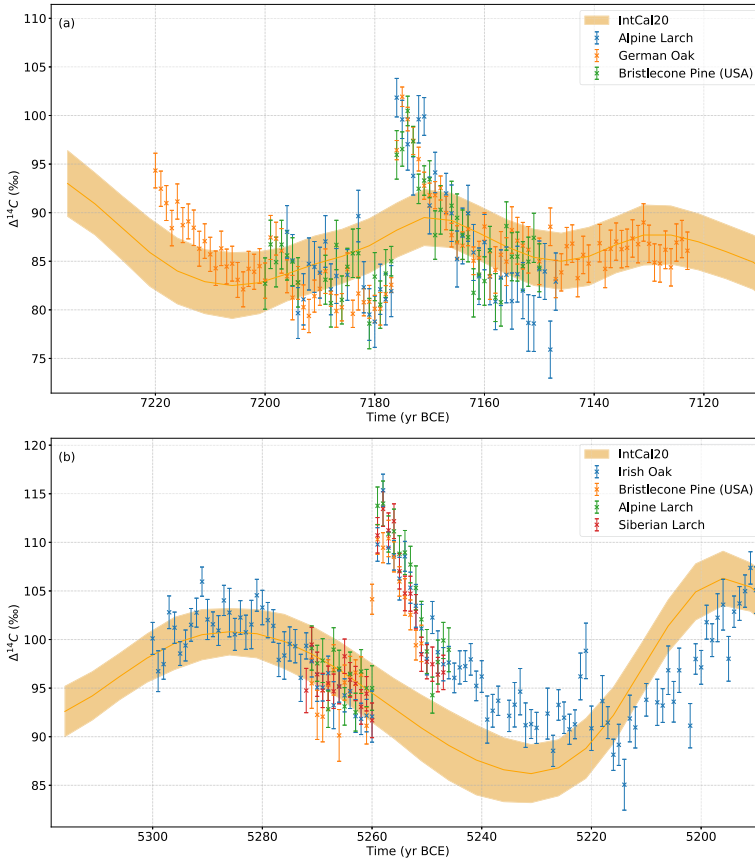 (a)
IntCal20
Alpine Larch
German Oak
Bristlecone Pine (USA)
110
105
100
95
90
85
80
75
Δ¹⁴C (‰)
7220
7200
7180
7160
7140
7120
Time (yr BCE)
(b)
IntCal20
Irish Oak
Bristlecone Pine (USA)
Alpine Larch
Siberian Larch
120
115
110
105
100
95
90
85
Δ¹⁴C (‰)
5300
5280
5260
5240
5220
5200
Time (yr BCE)